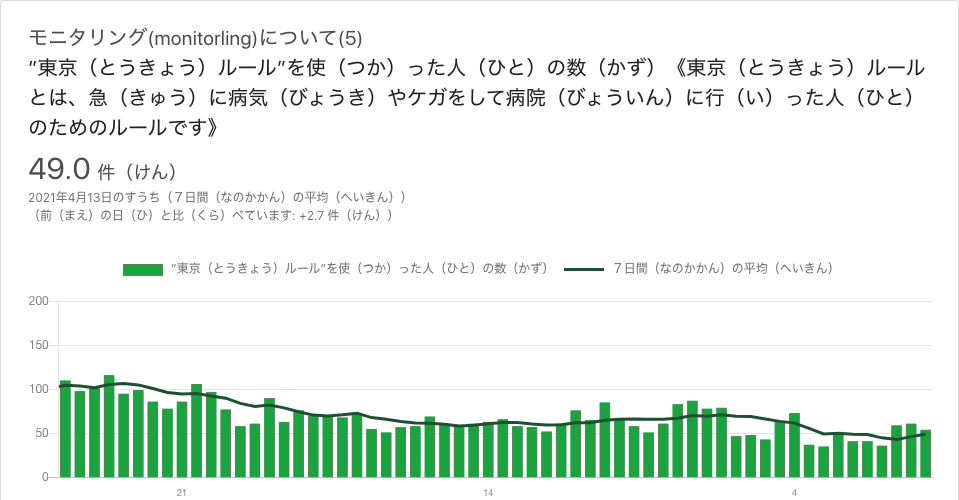 モニタリング(monitorling)について(5)
”東京（とうきょう）ルール”を使（つか）った人（ひと）の数（かず）《東京（とうきょう）ルール
とは、急（きゅう）に病気（びょうき）やケガをして病院（びょういん）に行（い）った人（ひと）
のためのルールです》
49.0 件（けん）
2021年4月13日のすうち（７日間（なのかかん）の平均（へいきん））
（前（まえ）の日（ひ）と比（くら）べています: +2.7 件（けん））
”東京（とうきょう）ルール”を使（つか）った人（ひと）の数（かず） ７日間（なのかかん）の平均（へいきん）
200
150
100
50
0
21 14 4